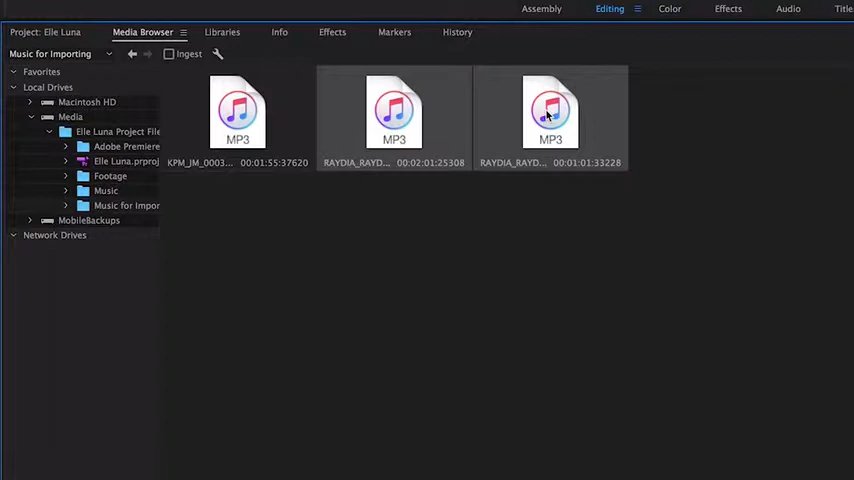 Assembly Editing Color Effects Audio Title
Project: Elle Luna Media Browser Libraries Info Effects Markers History
Music for Importing Ingest
Favorites
Local Drives
Macintosh HD
Media
Elle Luna Project File
Adobe Premiere
Elle Luna.prproj
Footage
Music
Music for Impor
MobileBackups
Network Drives
MP3 MP3 MP3
KPM_JM_0003... 00:01:55:37620 RAYDIA_RAYD... 00:02:01:25308 RAYDIA_RAYD... 00:01:01:33228